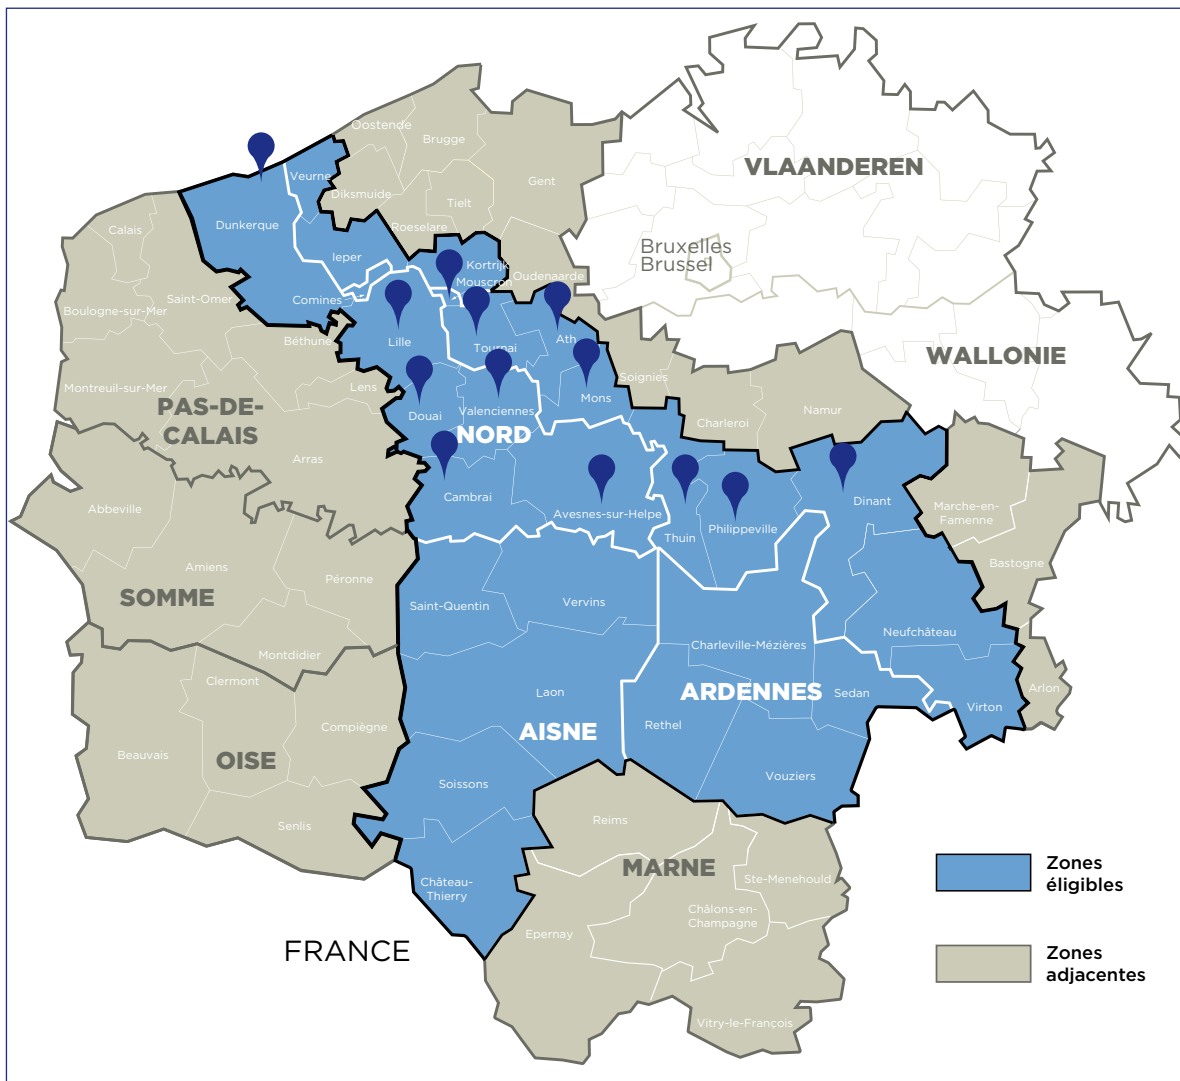 Oostende
Brugge
VLAANDEREN
Veurne
Gent
Diksmuide
Tielt
Dunkerque
Roeselare
Calais
Bruxelles
Brussel
Ieper
Kortrijk
Oudenaarde
Mouscron
Saint-Omer
Comines
Boulogne-sur-Mer
Béthune
Lille
Tournai
Ath
WALLONIE
Soignies
Montreuil-sur-Mer
Lens
Mons
PAS-DE-
CALAIS
Douai
Valenciennes
Namur
Charleroi
NORD
Arras
Cambrai
Dinant
Abbeville
Avesnes-sur-Helpe
Marche-en-
Famenne
Philippeville
Thuin
Bastogne
Amiens
Péronne
SOMME
Saint-Quentin
Vervins
Neufchâteau
Charleville-Mézières
Montdidier
Clermont
Laon
ARDENNES
Sedan
Arlon
Virton
Compiègne
Rethel
AISNE
Beauvais
OISE
Vouziers
Soissons
Senlis
Reims
MARNE
Zones
éligibles
Château-
Thierry
Ste-Menehould
Châlons-en-
Champagne
Epernay
FRANCE
Zones
adjacentes
Vitry-le-François